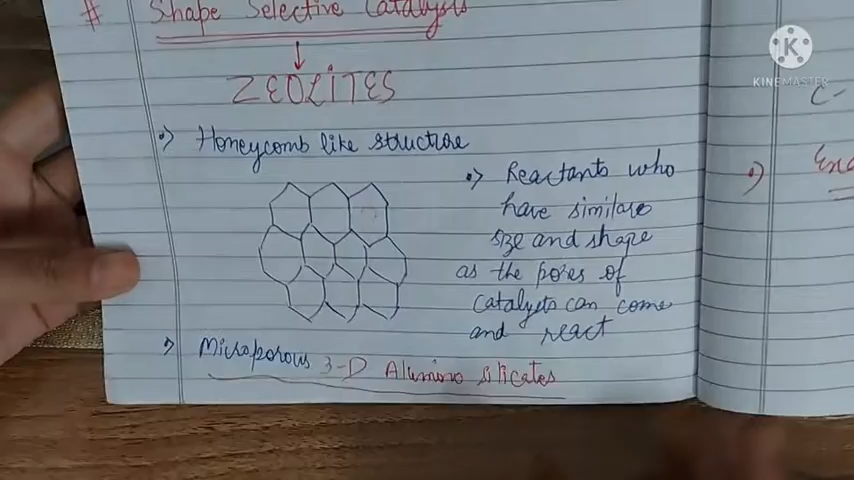 # Shape Selective Catalysts
ZEOLITES
•> Honeycomb like structure
•> Reactants who
have similar
size and shape
as the pores of
catalysts can come
and react
•> Microporous 3-D Alumino silicates
K
KINEMASTER
C-